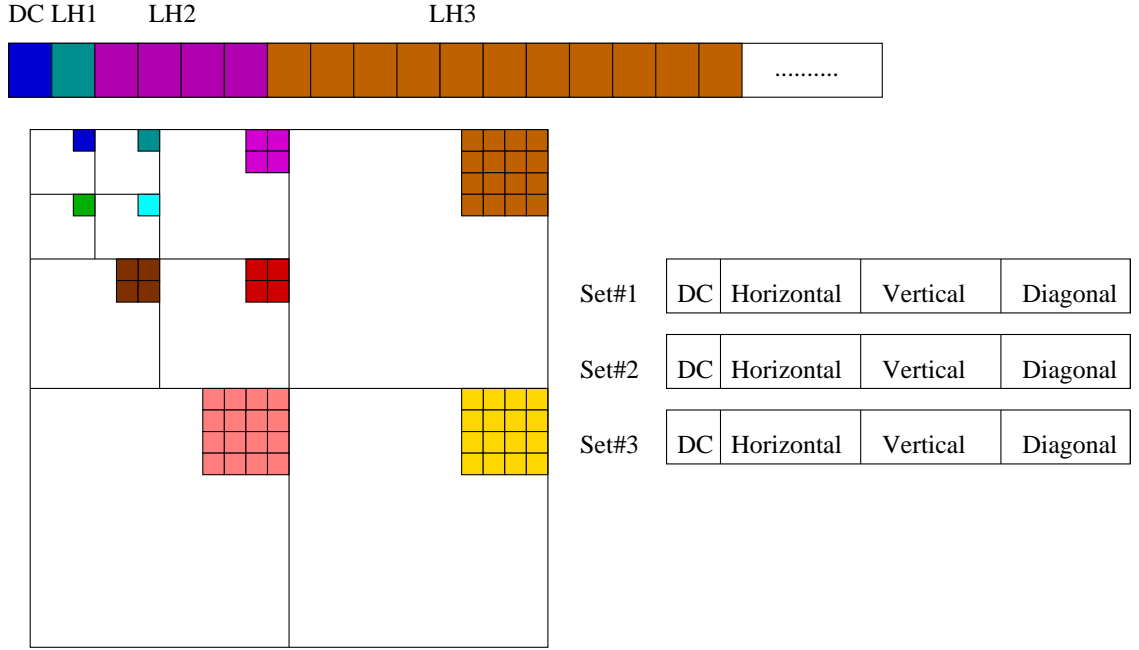 DC LH1 LH2 LH3
..........
Set#1 DC Horizontal Vertical Diagonal
Set#2 DC Horizontal Vertical Diagonal
Set#3 DC Horizontal Vertical Diagonal